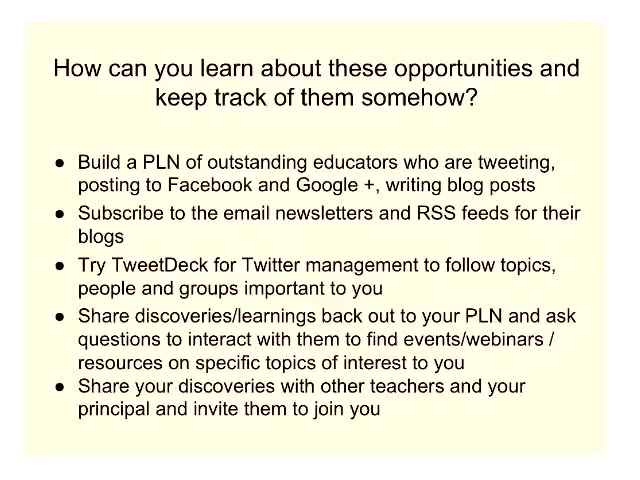 How can you learn about these opportunities and
keep track of them somehow?
● Build a PLN of outstanding educators who are tweeting,
posting to Facebook and Google +, writing blog posts
● Subscribe to the email newsletters and RSS feeds for their
blogs
● Try TweetDeck for Twitter management to follow topics,
people and groups important to you
● Share discoveries/learnings back out to your PLN and ask
questions to interact with them to find events/webinars /
resources on specific topics of interest to you
● Share your discoveries with other teachers and your
principal and invite them to join you